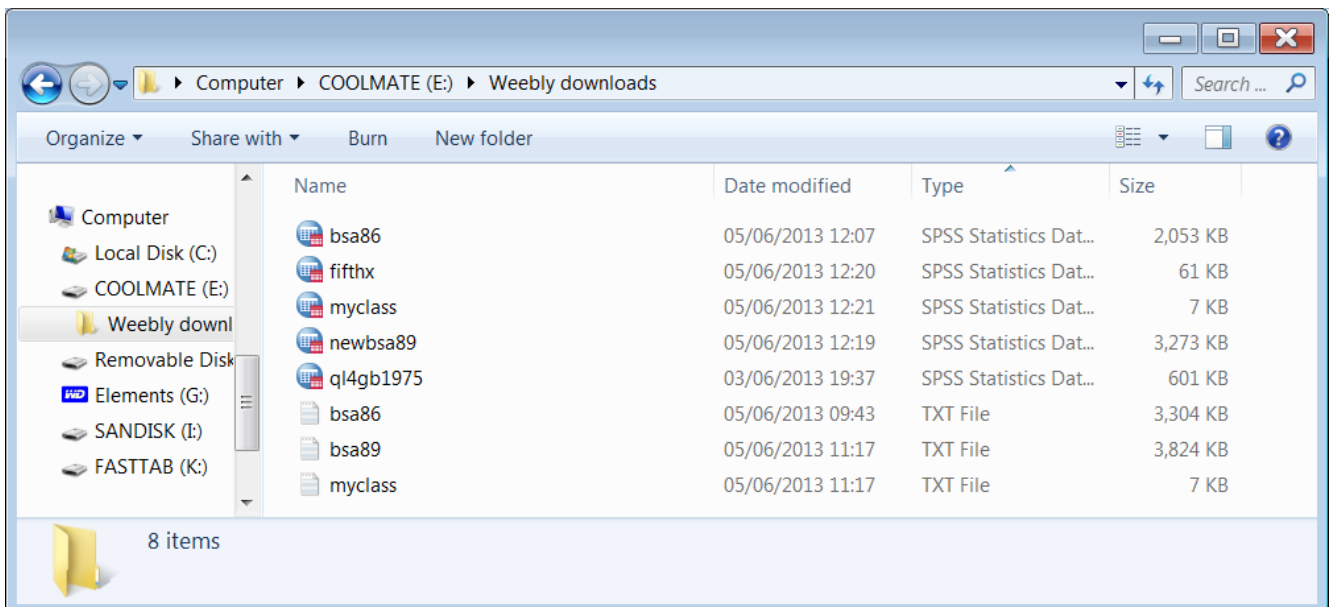 Computer ▸ COOLMATE (E:) ▸ Weebly downloads
Search ...
Organize Share with Burn New folder
Name Date modified Type Size
Computer
Local Disk (C:)
COOLMATE (E:)
Weebly downl
Removable Disk
WD Elements (G:)
SANDISK (I:)
FASTTAB (K:)
bsa86 05/06/2013 12:07 SPSS Statistics Dat... 2,053 KB
fifthx 05/06/2013 12:20 SPSS Statistics Dat... 61 KB
myclass 05/06/2013 12:21 SPSS Statistics Dat... 7 KB
newbsa89 05/06/2013 12:19 SPSS Statistics Dat... 3,273 KB
ql4gb1975 03/06/2013 19:37 SPSS Statistics Dat... 601 KB
bsa86 05/06/2013 09:43 TXT File 3,304 KB
bsa89 05/06/2013 11:17 TXT File 3,824 KB
myclass 05/06/2013 11:17 TXT File 7 KB
8 items